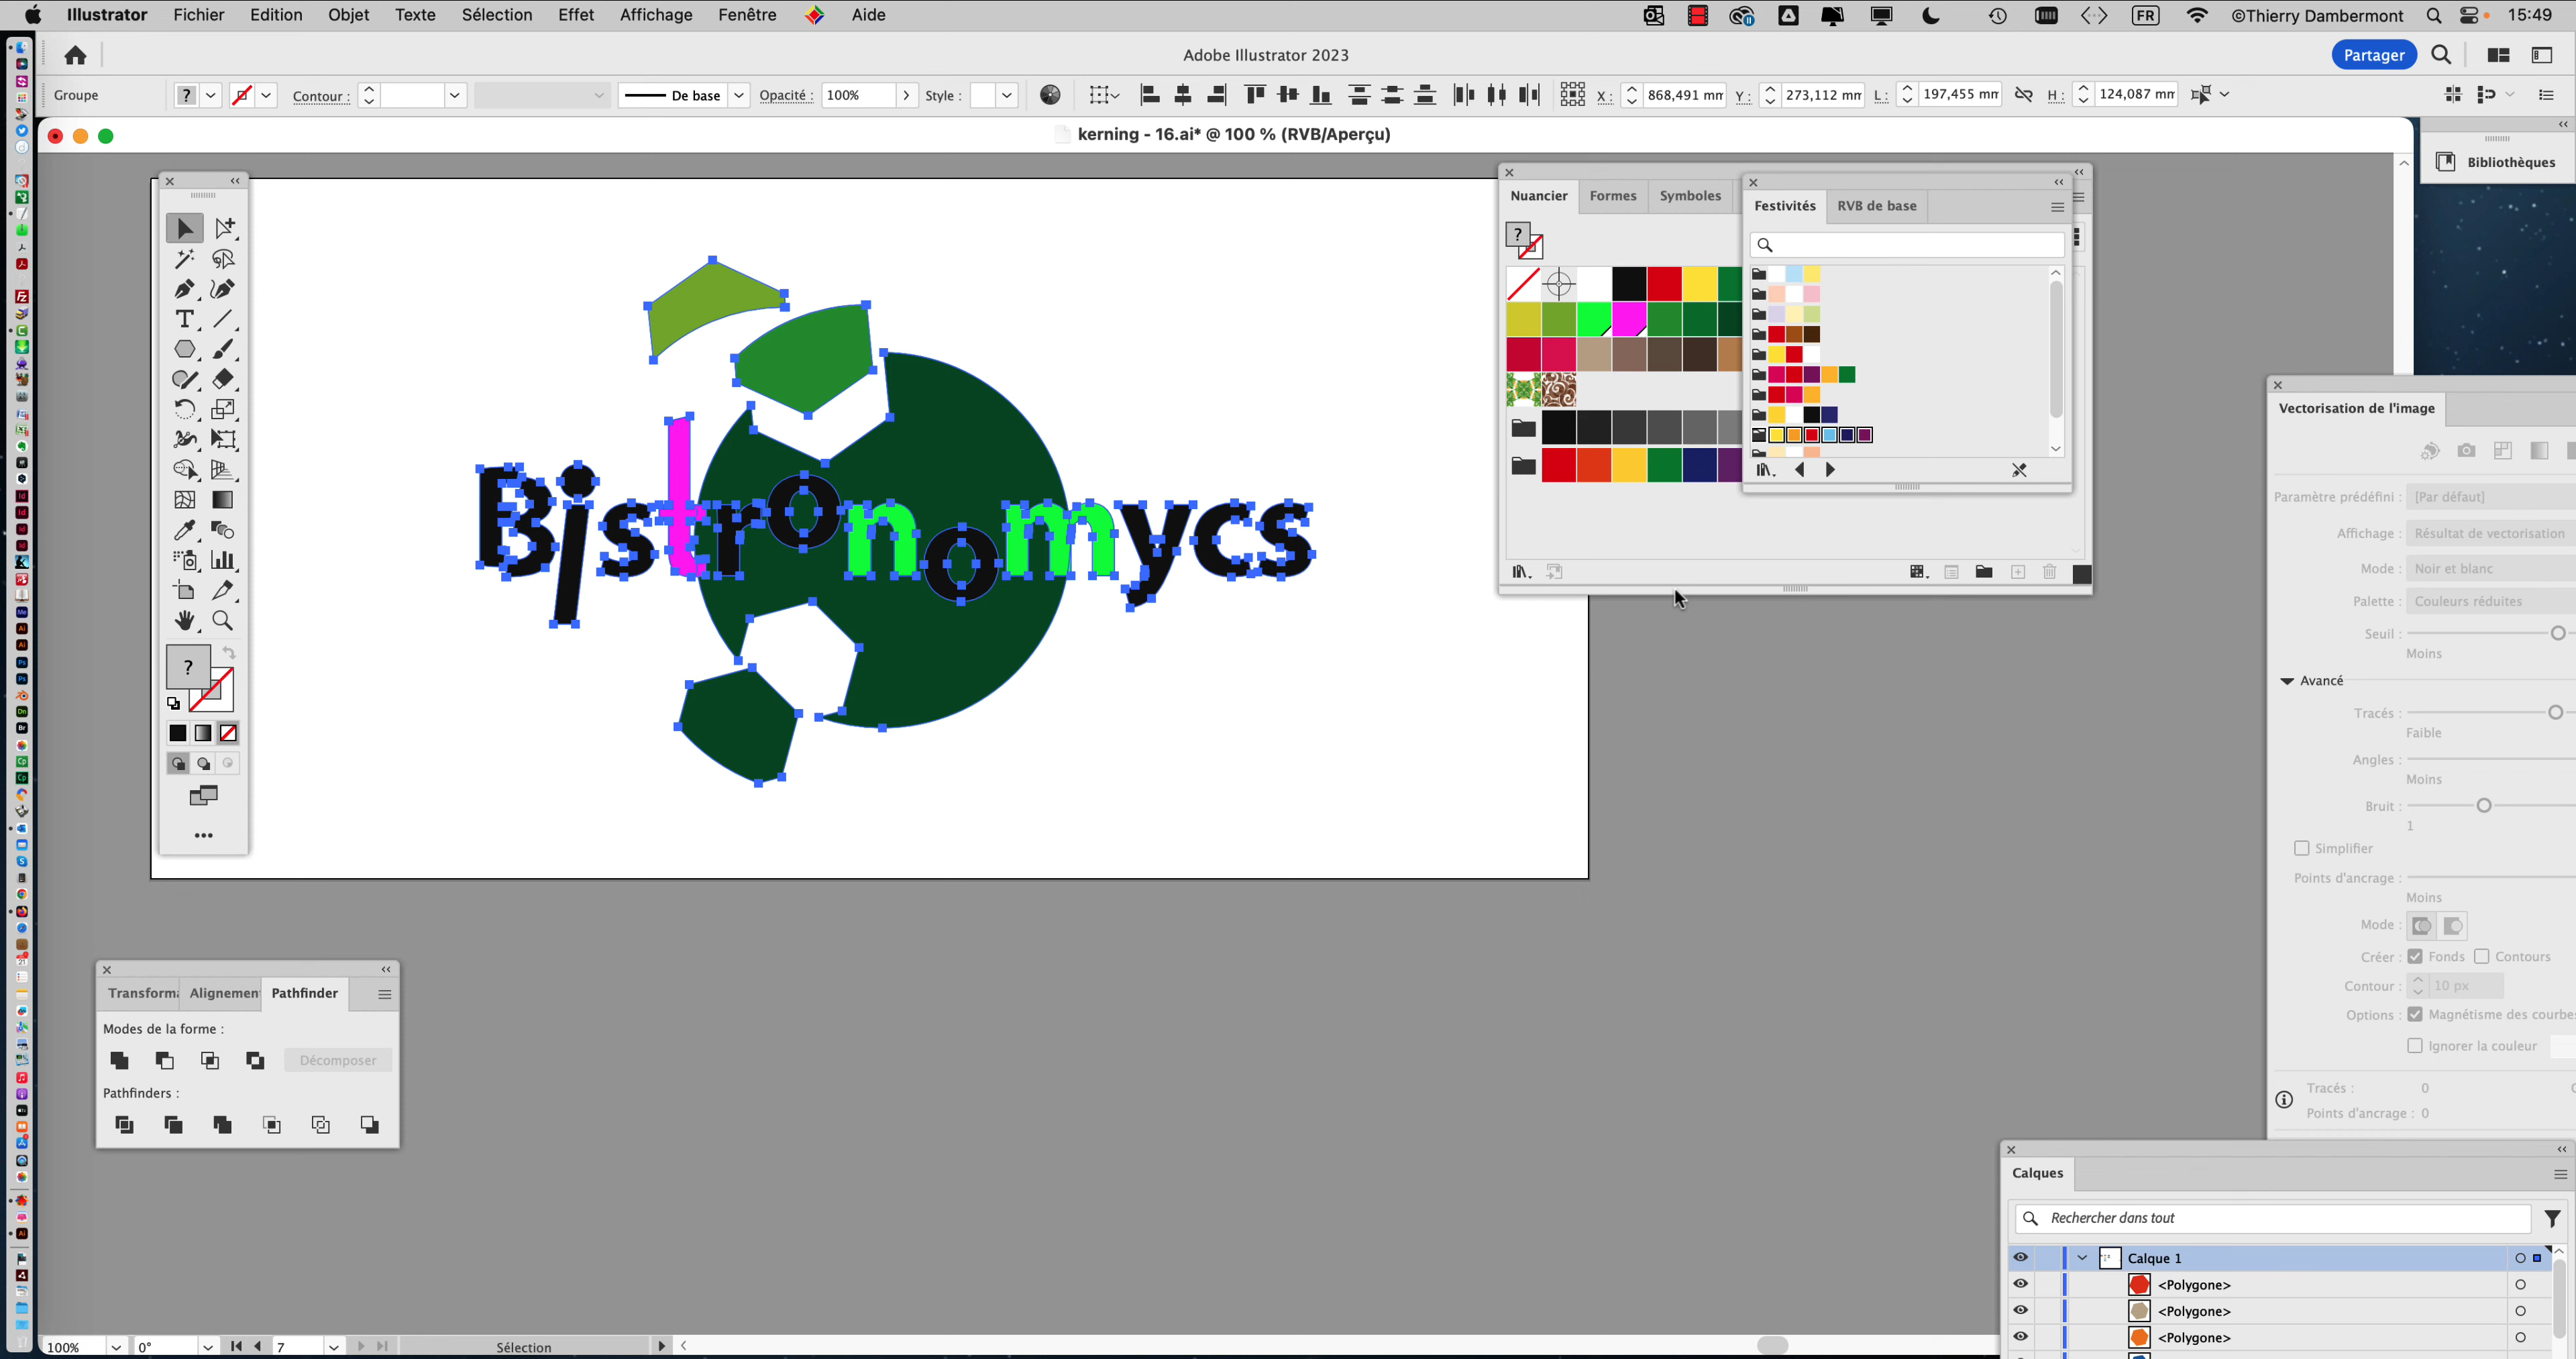 Illustrator Fichier Edition Objet Texte Sélection Effet Affichage Fenêtre Aide FR ©Thierry Dambermont 15:49
Adobe Illustrator 2023 Partager
Groupe ? Contour : De base Opacité : 100% Style : X : 868,491 mm Y : 273,112 mm L : 197,455 mm H : 124,087 mm
kerning - 16.ai* @ 100 % (RVB/Aperçu)
Bibliothèques
Nuancier Formes Symboles
Festivités RVB de base
?
Bistronomycs
?
Vectorisation de l'image
Paramètre prédéfini : [Par défaut]
Affichage : Résultat de vectorisation
Mode : Noir et blanc
Palette : Couleurs réduites
Seuil :
Moins
Avancé
Tracés :
Faible
Angles :
Moins
Bruit :
1
Simplifier
Points d'ancrage :
Moins
Mode :
Créer : Fonds Contours
Contour : 10 px
Options : Magnétisme des courbes
Ignorer la couleur
Tracés : 0
Points d'ancrage : 0
Transforma Alignemen Pathfinder
Modes de la forme :
Décomposer
Pathfinders :
Calques
Rechercher dans tout
Calque 1
<Polygone>
<Polygone>
<Polygone>
100% 0° 7 Sélection